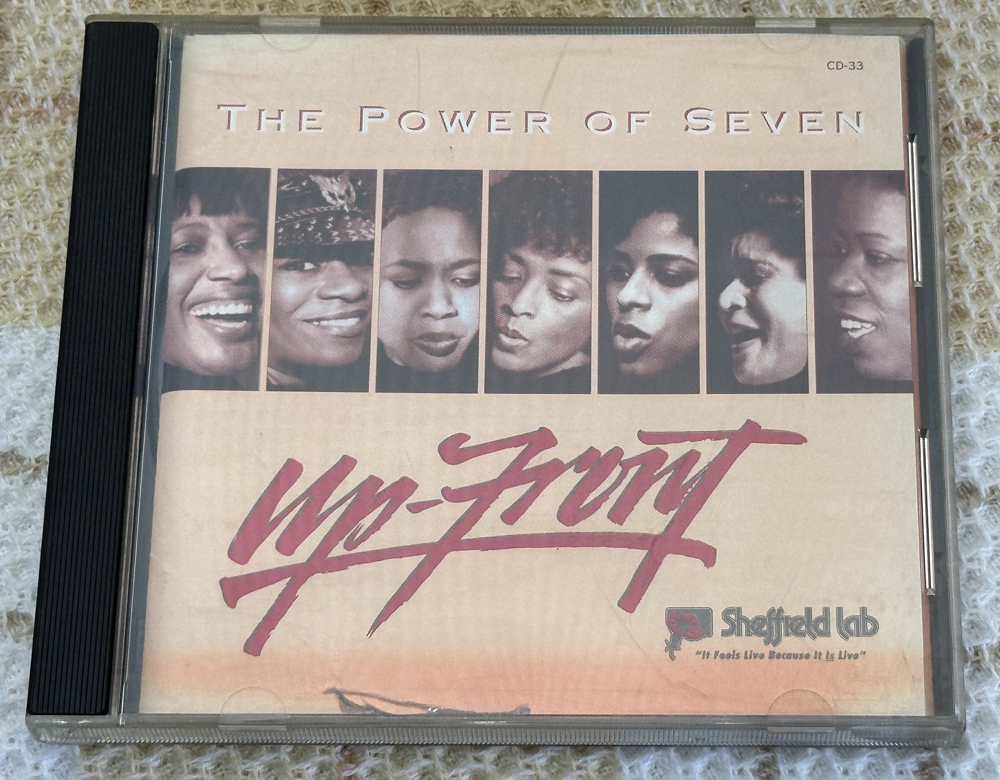 CD-33
THE POWER OF SEVEN
Up-Front
Sheffield Lab
"It Feels Live Because It Is Live"